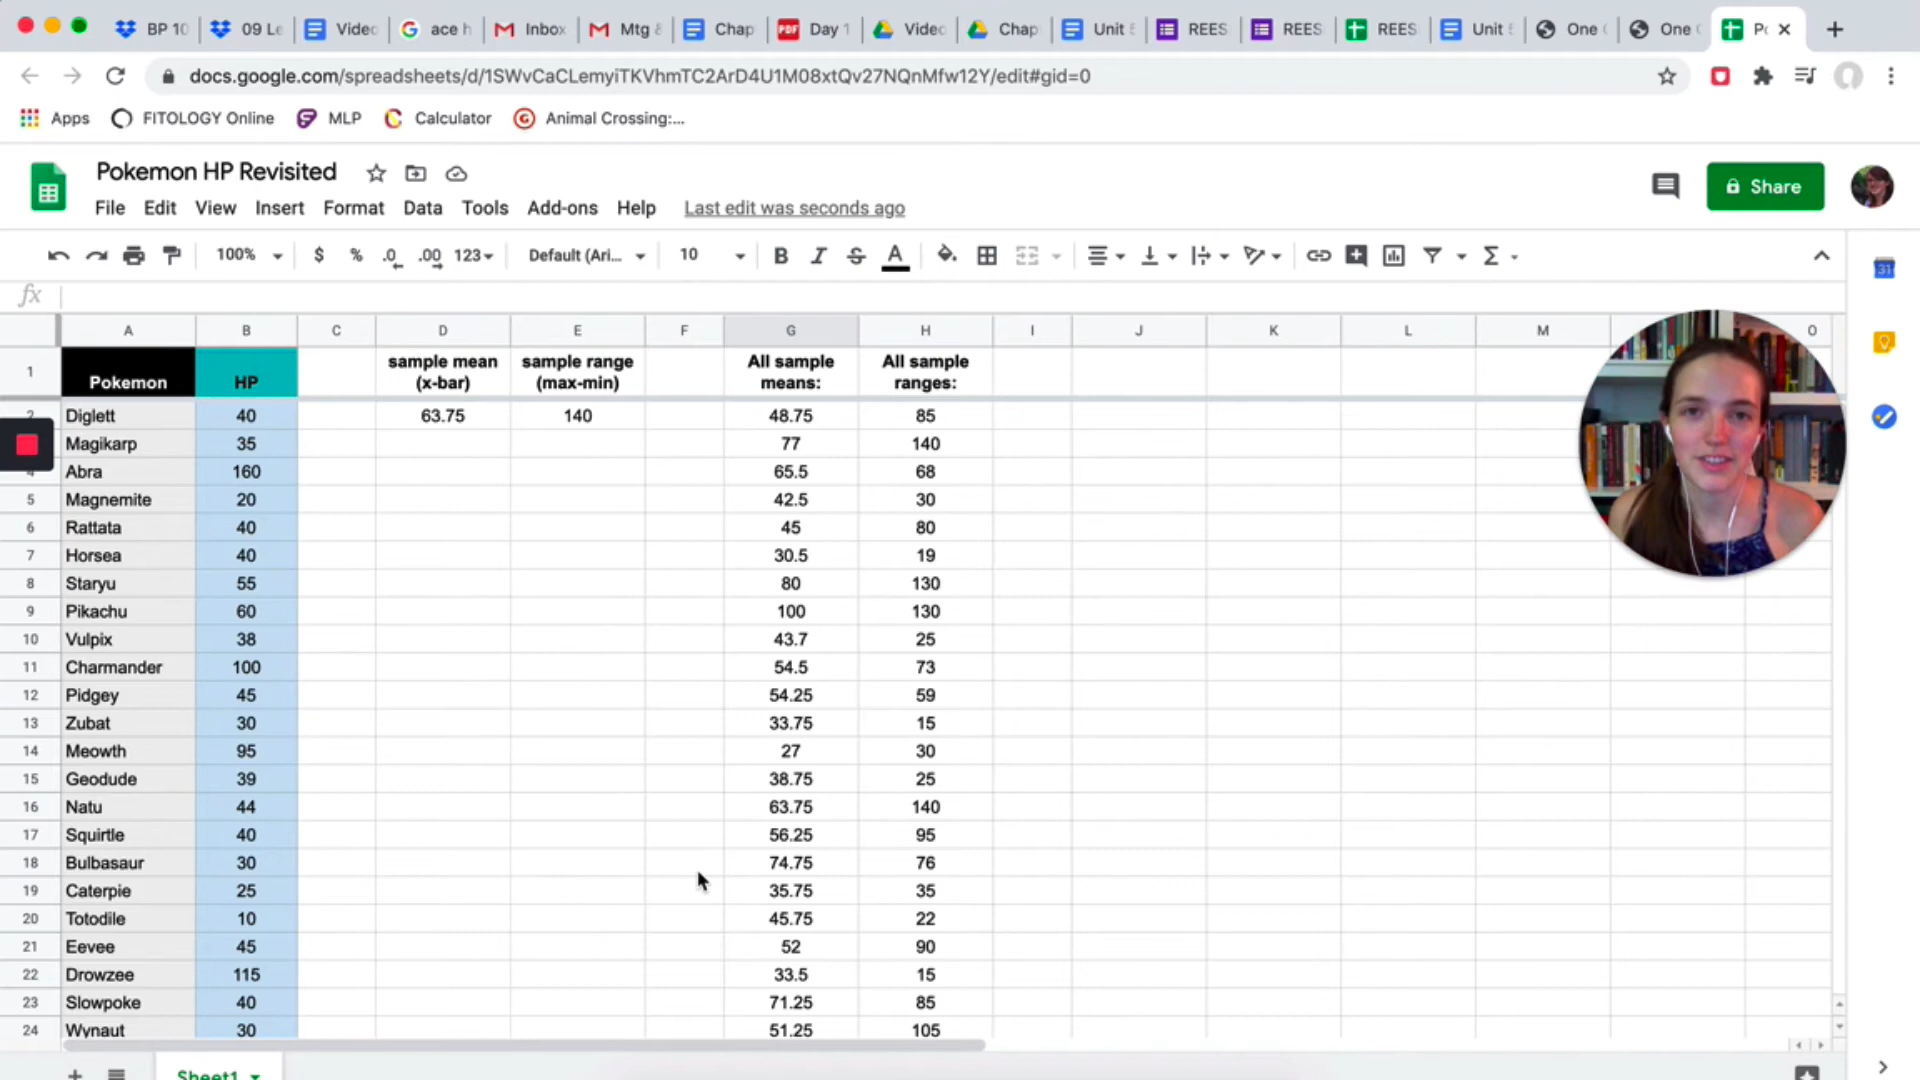 BP 10 09 Le Videc ace h Inbox Mtg & Chap PDF Day 1 Videc Chap Unit REES REES REES Unit One One Po
docs.google.com/spreadsheets/d/1SWvCaCLemyiTKVhmTC2ArD4U1M08xtQv27NQnMfw12Y/edit#gid=0
Apps FITOLOGY Online MLP Calculator Animal Crossing:...
Pokemon HP Revisited
Share
File Edit View Insert Format Data Tools Add-ons Help Last edit was seconds ago
100% $ % .0 .00 123 Default (Ari... 10 B I S A
31
fx
A B C D E F G H I J K L M O
1 Pokemon HP sample mean (x-bar) sample range (max-min) All sample means: All sample ranges:
2 Diglett 40 63.75 140 48.75 85
Magikarp 35 77 140
4 Abra 160 65.5 68
5 Magnemite 20 42.5 30
6 Rattata 40 45 80
7 Horsea 40 30.5 19
8 Staryu 55 80 130
9 Pikachu 60 100 130
10 Vulpix 38 43.7 25
11 Charmander 100 54.5 73
12 Pidgey 45 54.25 59
13 Zubat 30 33.75 15
14 Meowth 95 27 30
15 Geodude 39 38.75 25
16 Natu 44 63.75 140
17 Squirtle 40 56.25 95
18 Bulbasaur 30 74.75 76
19 Caterpie 25 35.75 35
20 Totodile 10 45.75 22
21 Eevee 45 52 90
22 Drowzee 115 33.5 15
23 Slowpoke 40 71.25 85
24 Wynaut 30 51.25 105
Sheet1